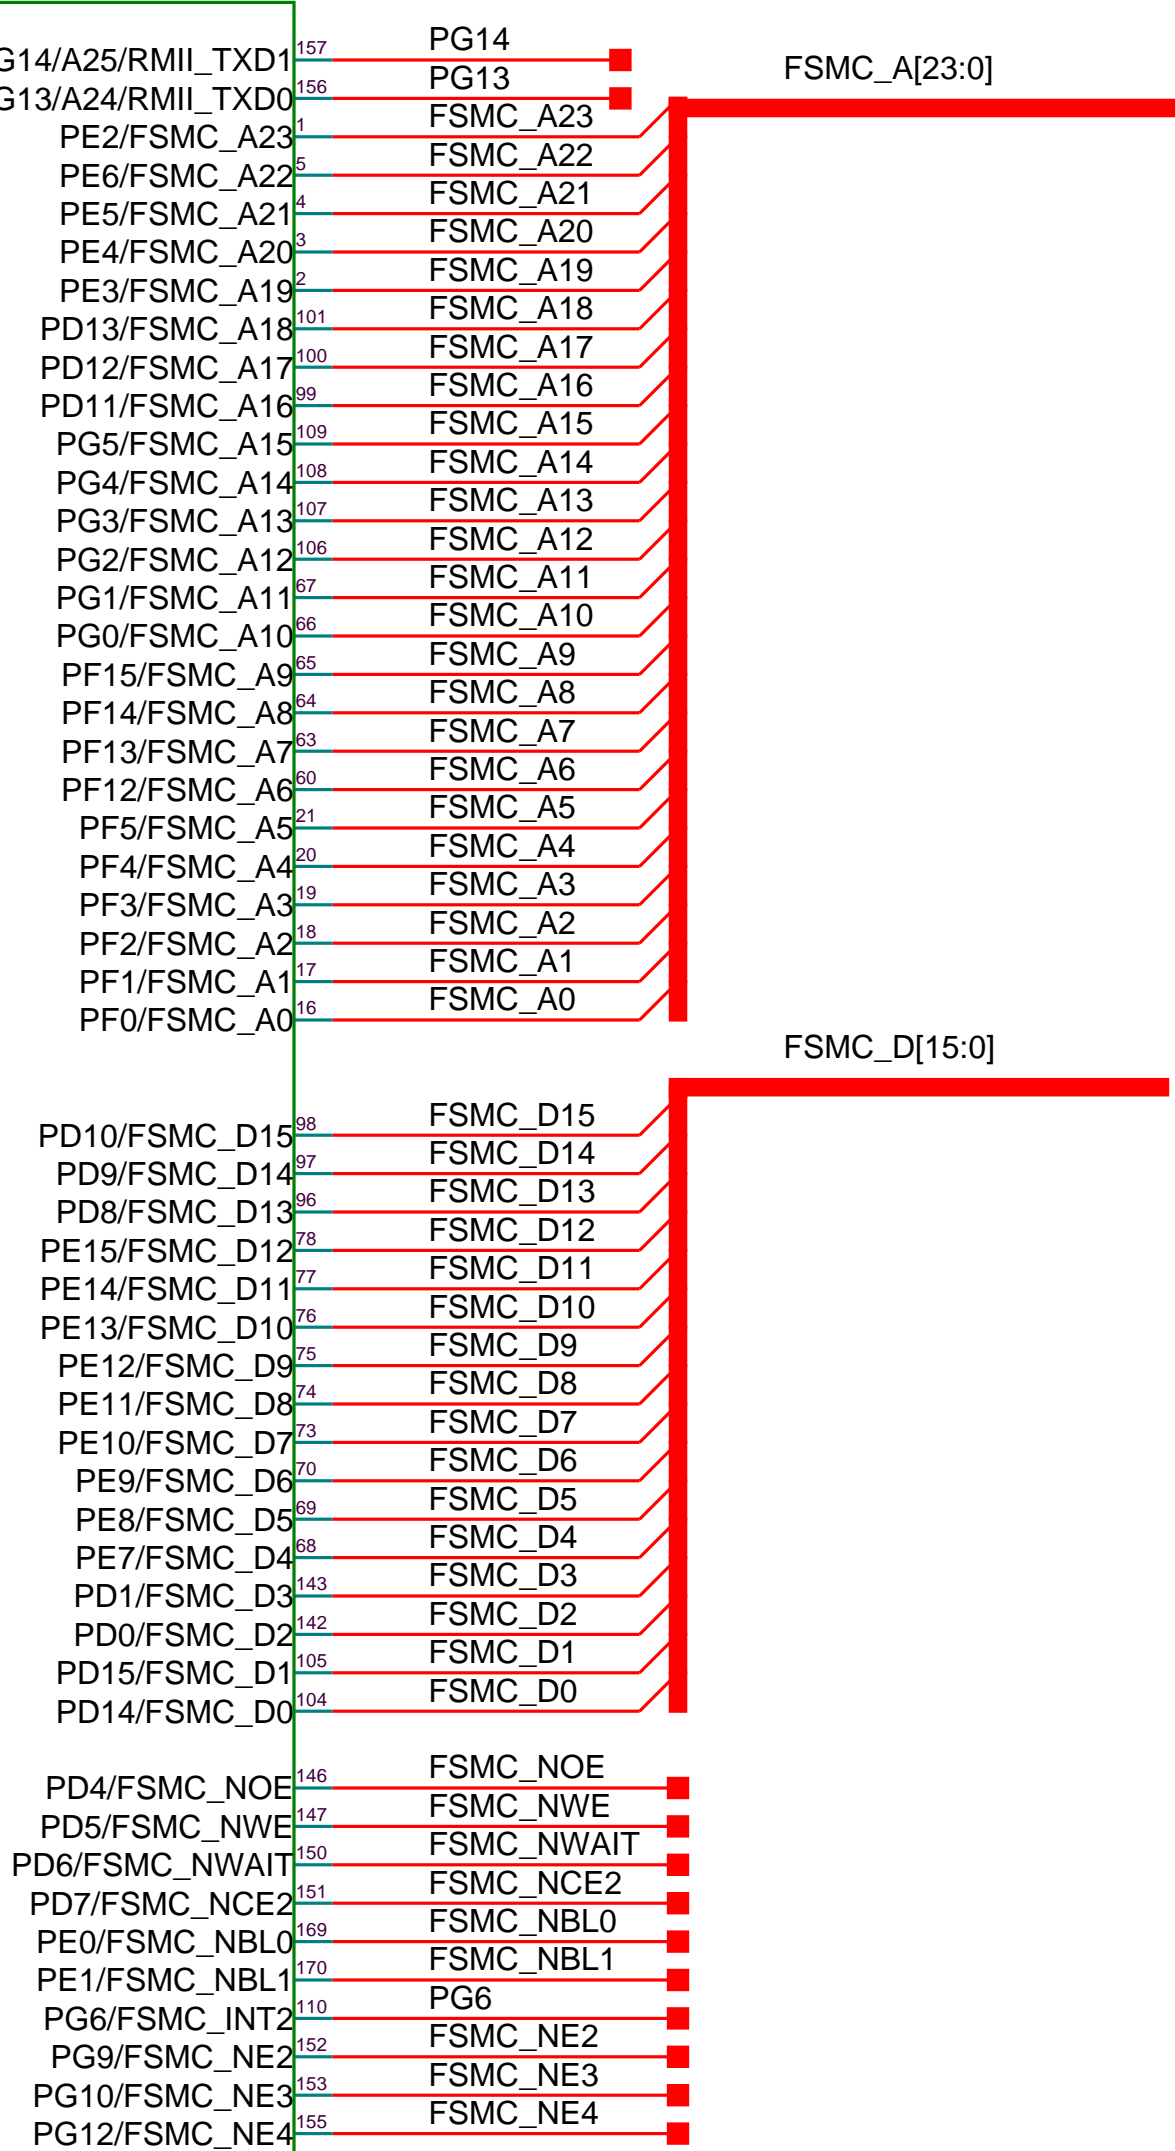 G14/A25/RMII_TXD1 157 PG14
G13/A24/RMII_TXD0 156 PG13
FSMC_A[23:0]
PE2/FSMC_A23 1 FSMC_A23
PE6/FSMC_A22 5 FSMC_A22
PE5/FSMC_A21 4 FSMC_A21
PE4/FSMC_A20 3 FSMC_A20
PE3/FSMC_A19 2 FSMC_A19
PD13/FSMC_A18 101 FSMC_A18
PD12/FSMC_A17 100 FSMC_A17
PD11/FSMC_A16 99 FSMC_A16
PG5/FSMC_A15 109 FSMC_A15
PG4/FSMC_A14 108 FSMC_A14
PG3/FSMC_A13 107 FSMC_A13
PG2/FSMC_A12 106 FSMC_A12
PG1/FSMC_A11 67 FSMC_A11
PG0/FSMC_A10 66 FSMC_A10
PF15/FSMC_A9 65 FSMC_A9
PF14/FSMC_A8 64 FSMC_A8
PF13/FSMC_A7 63 FSMC_A7
PF12/FSMC_A6 60 FSMC_A6
PF5/FSMC_A5 21 FSMC_A5
PF4/FSMC_A4 20 FSMC_A4
PF3/FSMC_A3 19 FSMC_A3
PF2/FSMC_A2 18 FSMC_A2
PF1/FSMC_A1 17 FSMC_A1
PF0/FSMC_A0 16 FSMC_A0
FSMC_D[15:0]
PD10/FSMC_D15 98 FSMC_D15
PD9/FSMC_D14 97 FSMC_D14
PD8/FSMC_D13 96 FSMC_D13
PE15/FSMC_D12 78 FSMC_D12
PE14/FSMC_D11 77 FSMC_D11
PE13/FSMC_D10 76 FSMC_D10
PE12/FSMC_D9 75 FSMC_D9
PE11/FSMC_D8 74 FSMC_D8
PE10/FSMC_D7 73 FSMC_D7
PE9/FSMC_D6 70 FSMC_D6
PE8/FSMC_D5 69 FSMC_D5
PE7/FSMC_D4 68 FSMC_D4
PD1/FSMC_D3 143 FSMC_D3
PD0/FSMC_D2 142 FSMC_D2
PD15/FSMC_D1 105 FSMC_D1
PD14/FSMC_D0 104 FSMC_D0
PD4/FSMC_NOE 146 FSMC_NOE
PD5/FSMC_NWE 147 FSMC_NWE
PD6/FSMC_NWAIT 150 FSMC_NWAIT
PD7/FSMC_NCE2 151 FSMC_NCE2
PE0/FSMC_NBL0 169 FSMC_NBL0
PE1/FSMC_NBL1 170 FSMC_NBL1
PG6/FSMC_INT2 110 PG6
PG9/FSMC_NE2 152 FSMC_NE2
PG10/FSMC_NE3 153 FSMC_NE3
PG12/FSMC_NE4 155 FSMC_NE4